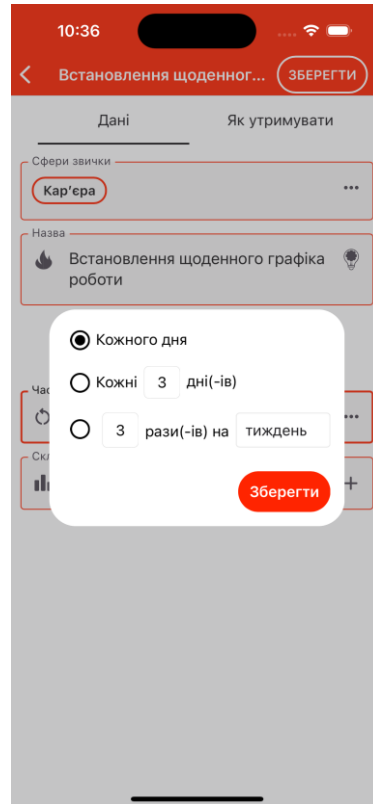 10:36
Встановлення щоденног... ЗБЕРЕГТИ
Дані Як утримувати
Сфери звички
Кар'єра
Назва
Встановлення щоденного графіка
роботи
Кожного дня
Кожні 3 дні(-ів)
3 рази(-ів) на тиждень
Зберегти